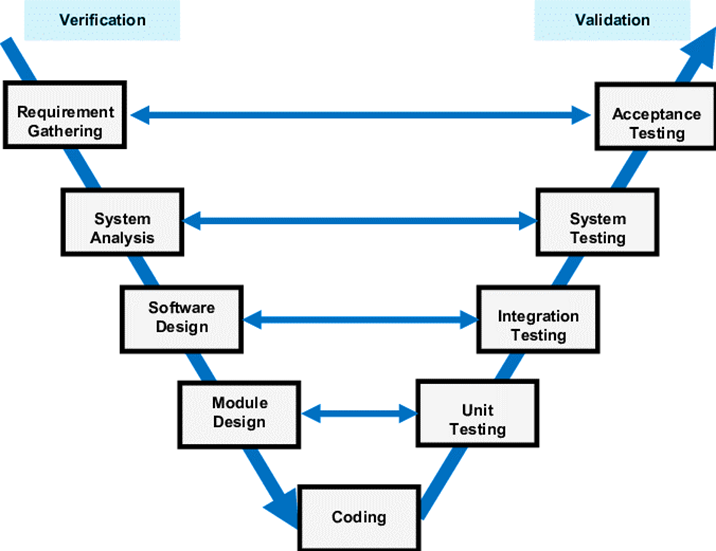 Verification
Validation
Requirement
Gathering
Acceptance
Testing
System
Analysis
System
Testing
Software
Design
Integration
Testing
Module
Design
Unit
Testing
Coding